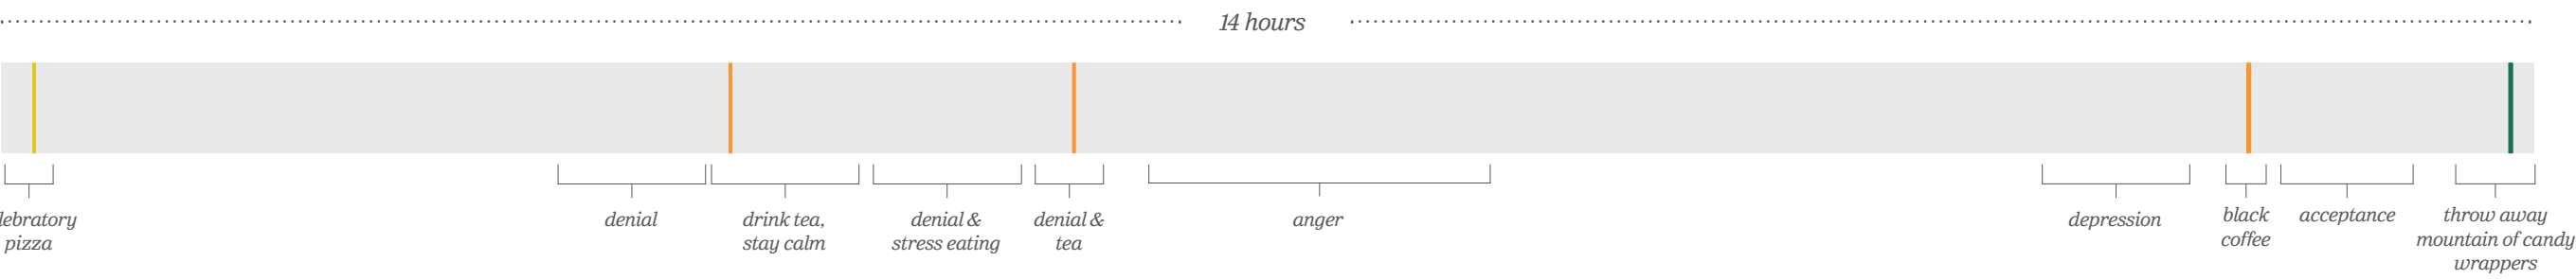 14 hours
lebratory
pizza
denial
drink tea,
stay calm
denial &
stress eating
denial &
tea
anger
depression
black
coffee
acceptance
throw away
mountain of candy
wrappers